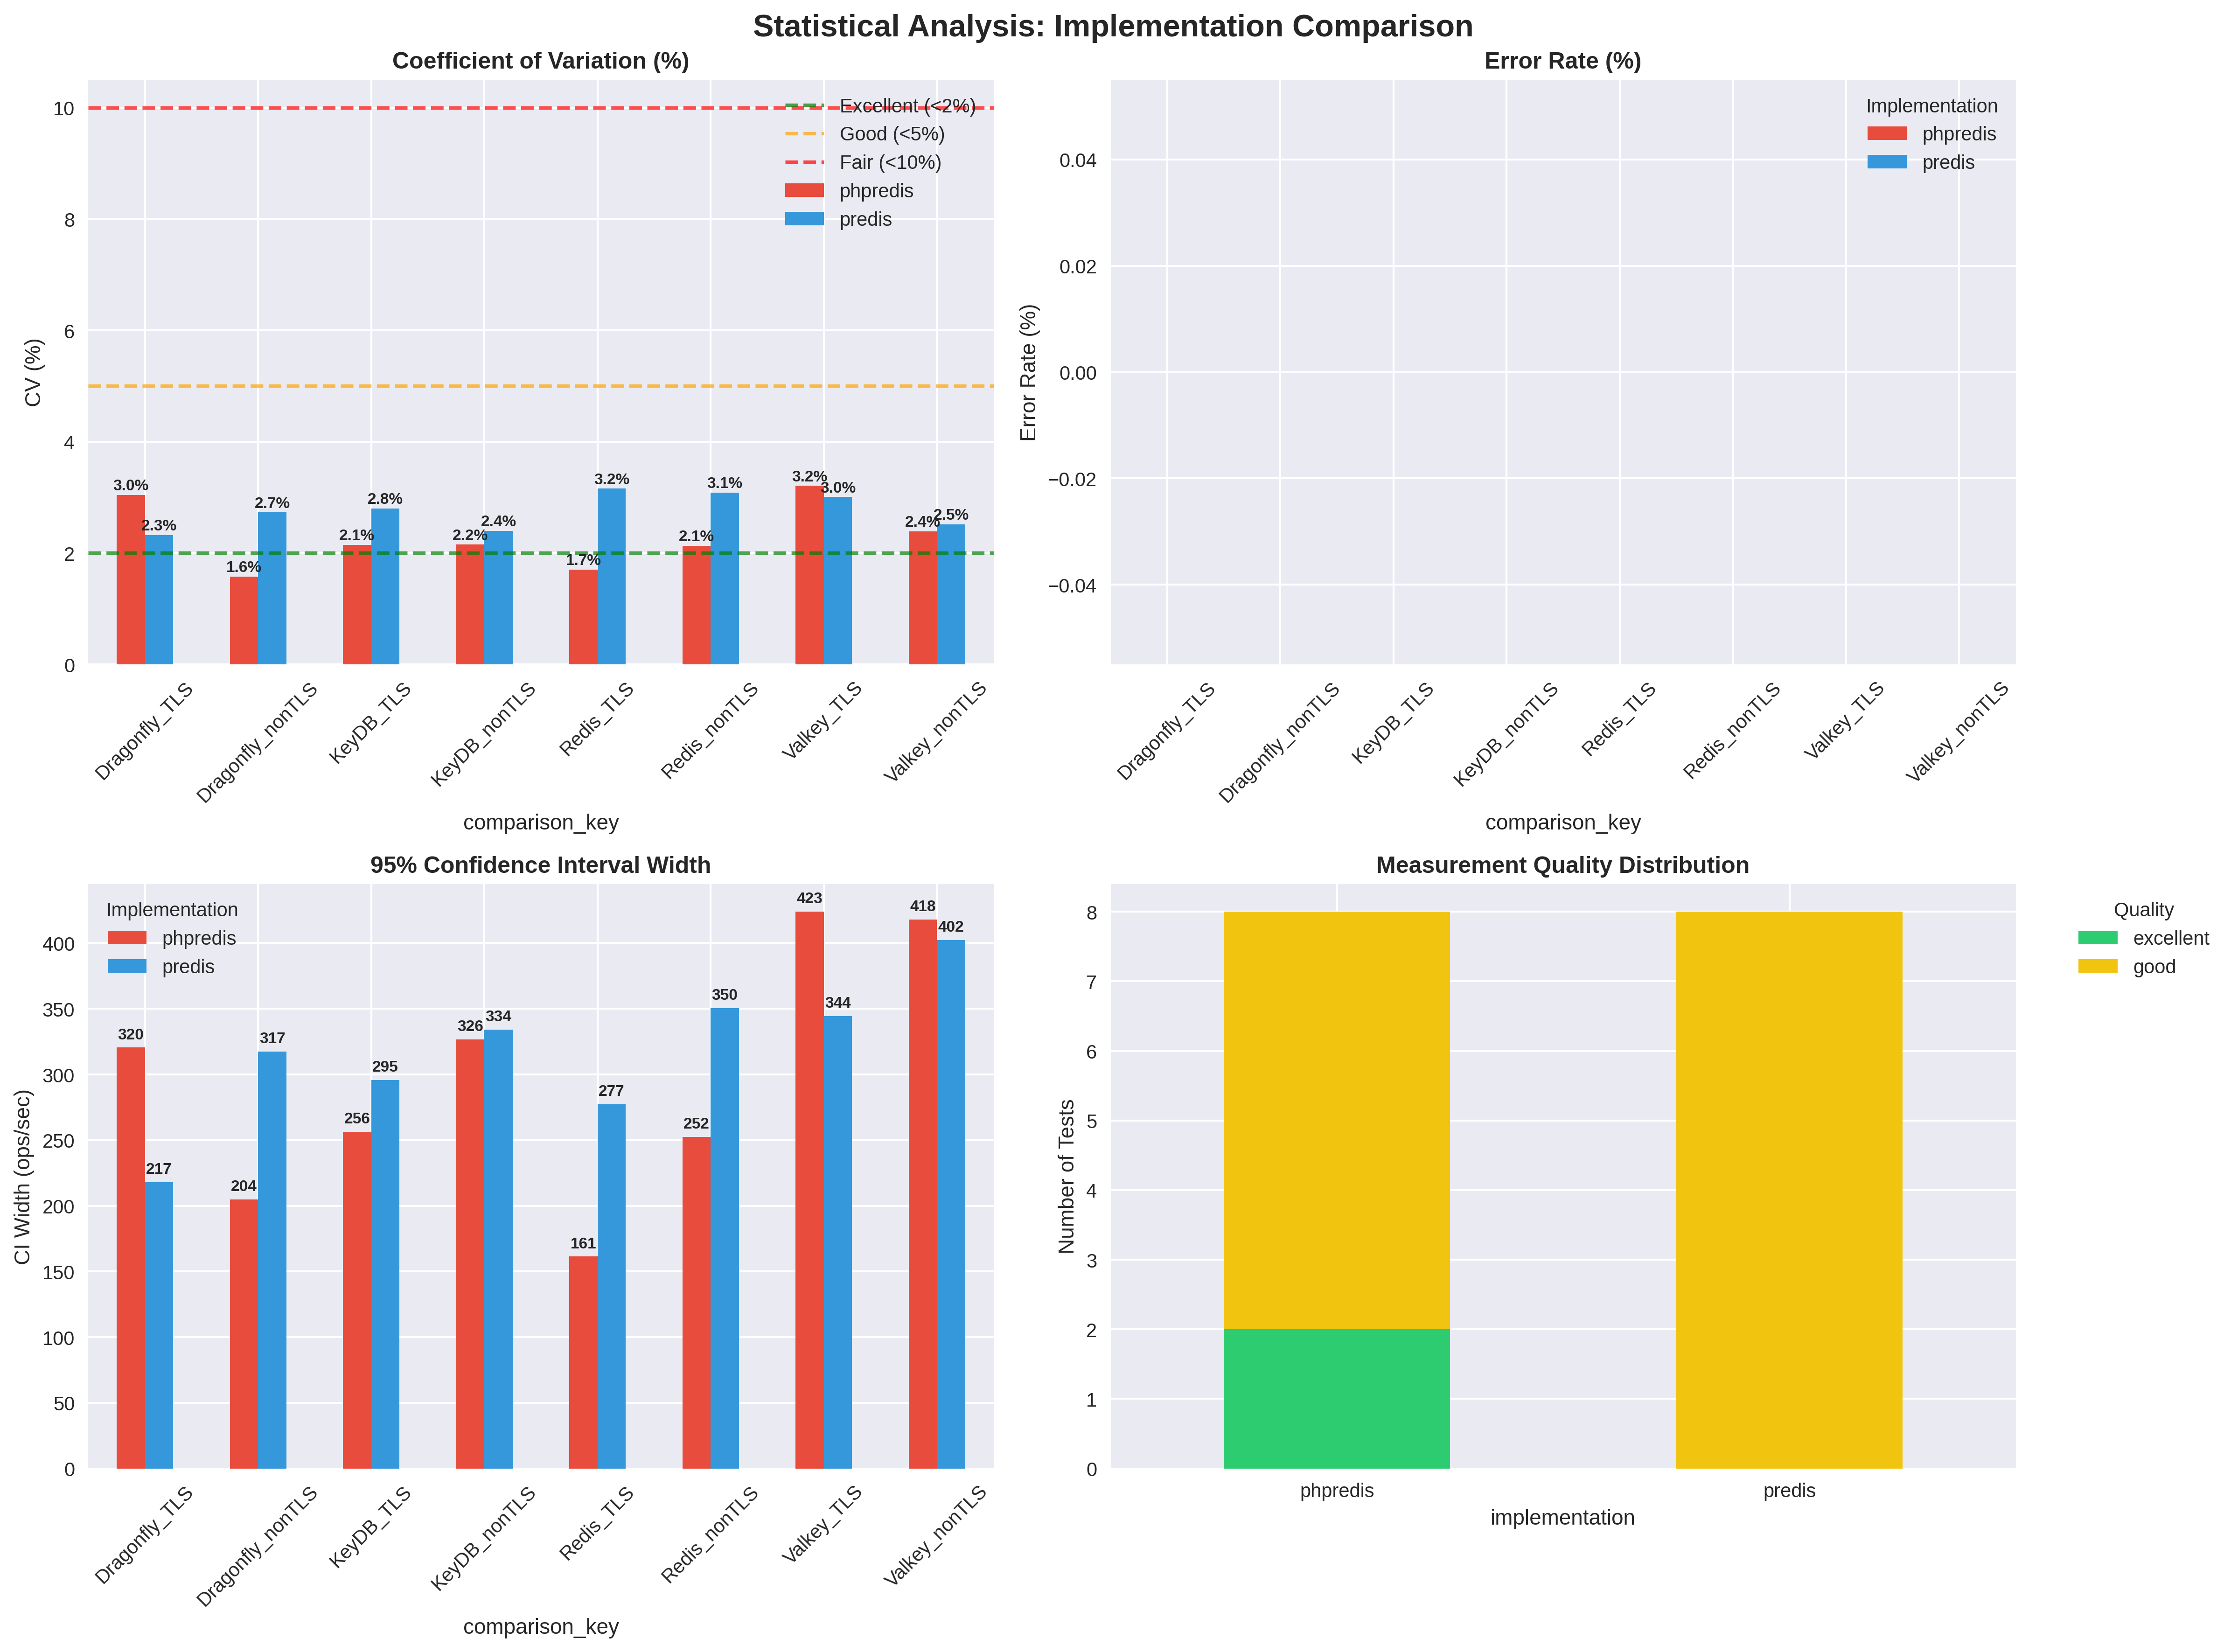 Statistical Analysis: Implementation Comparison
Coefficient of Variation (%)
CV (%)
10
8
6
4
2
0
Excellent (<2%)
Good (<5%)
Fair (<10%)
phpredis
predis
3.0%
2.3%
1.6%
2.7%
2.1%
2.8%
2.2%
2.4%
1.7%
3.2%
2.1%
3.1%
3.2%
3.0%
2.4%
2.5%
Dragonfly_TLS
Dragonfly_nonTLS
KeyDB_TLS
KeyDB_nonTLS
Redis_TLS
Redis_nonTLS
Valkey_TLS
Valkey_nonTLS
comparison_key
Error Rate (%)
Error Rate (%)
0.04
0.02
0.00
−0.02
−0.04
Implementation
phpredis
predis
Dragonfly_TLS
Dragonfly_nonTLS
KeyDB_TLS
KeyDB_nonTLS
Redis_TLS
Redis_nonTLS
Valkey_TLS
Valkey_nonTLS
comparison_key
95% Confidence Interval Width
CI Width (ops/sec)
400
350
300
250
200
150
100
50
0
Implementation
phpredis
predis
320
217
204
317
256
295
326
334
161
277
252
350
423
344
418
402
Dragonfly_TLS
Dragonfly_nonTLS
KeyDB_TLS
KeyDB_nonTLS
Redis_TLS
Redis_nonTLS
Valkey_TLS
Valkey_nonTLS
comparison_key
Measurement Quality Distribution
Number of Tests
8
7
6
5
4
3
2
1
0
phpredis
predis
implementation
Quality
excellent
good